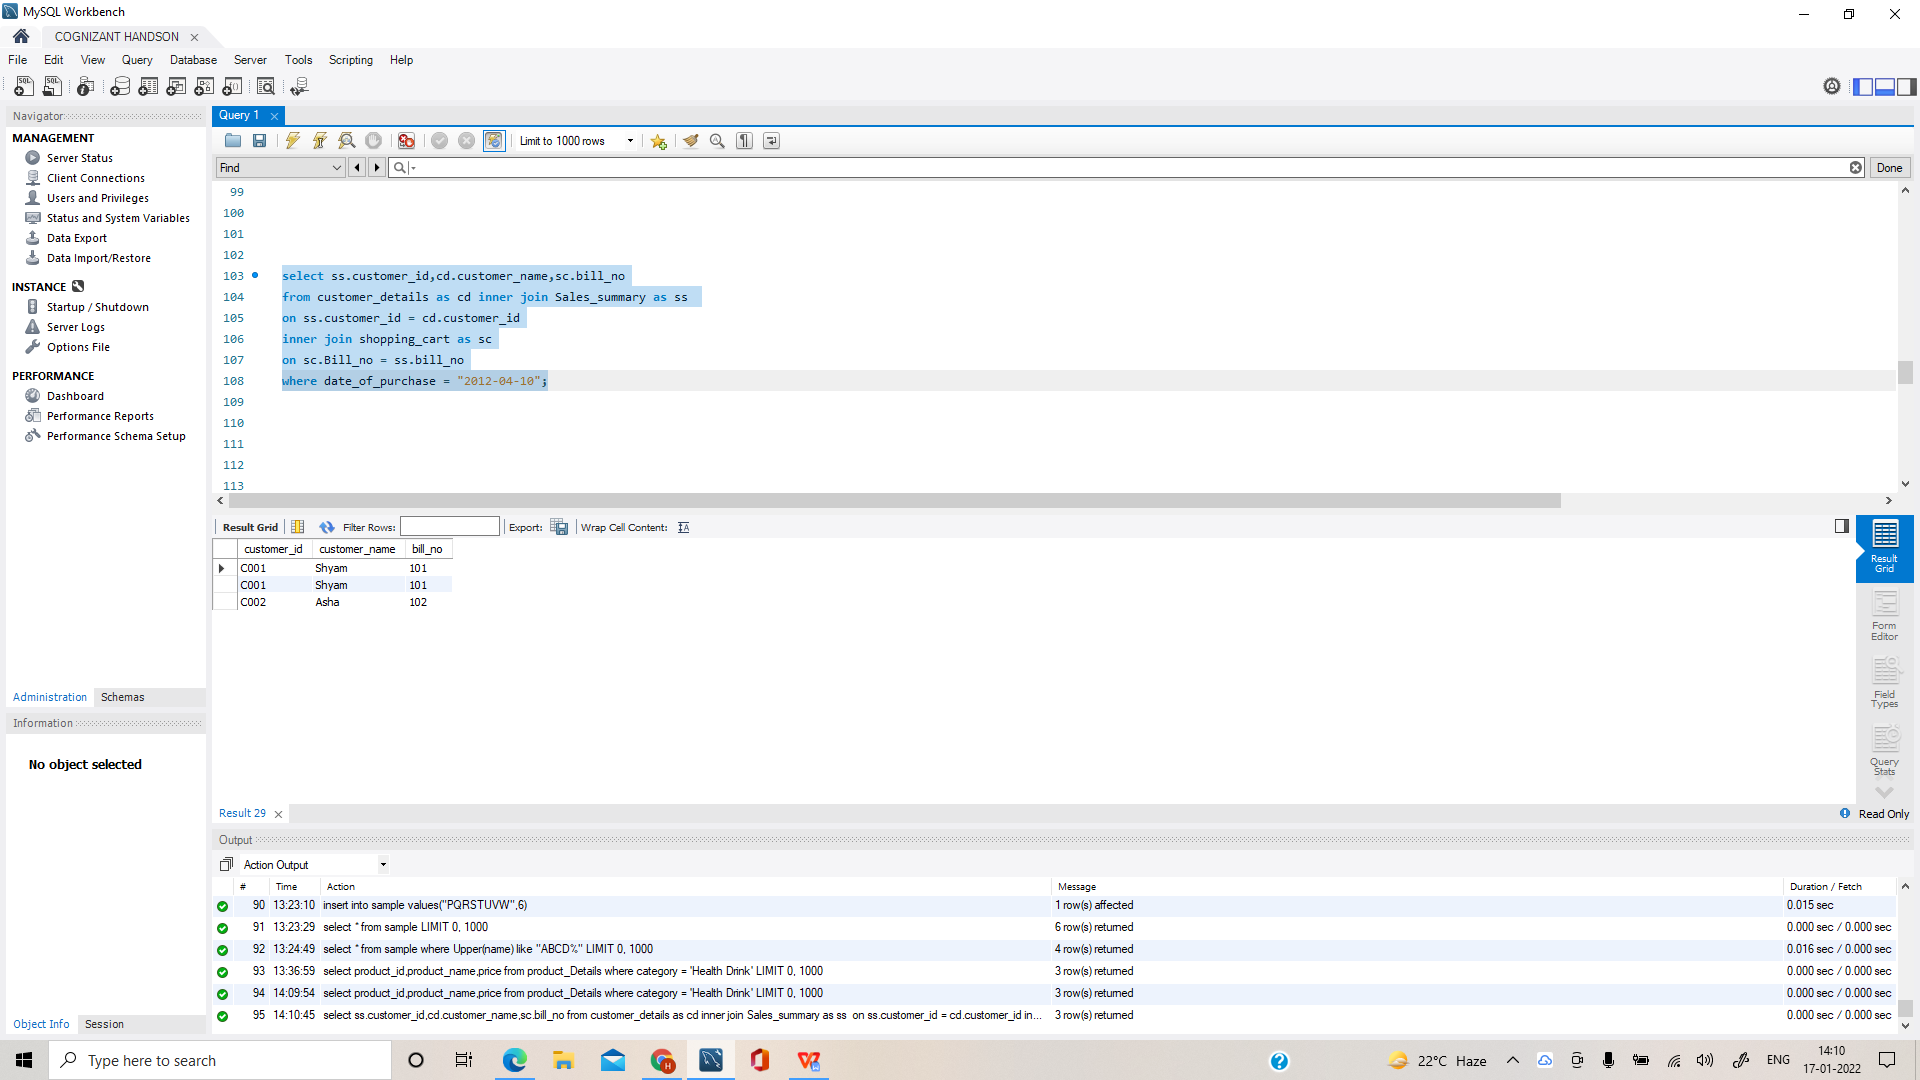 MySQL Workbench
COGNIZANT HANDSON
File Edit View Query Database Server Tools Scripting Help
Navigator
MANAGEMENT
Server Status
Client Connections
Users and Privileges
Status and System Variables
Data Export
Data Import/Restore
INSTANCE
Startup / Shutdown
Server Logs
Options File
PERFORMANCE
Dashboard
Performance Reports
Performance Schema Setup
Administration Schemas
Information
No object selected
Object Info Session
Query 1
Limit to 1000 rows
Find
Done
99
100
101
102
103 select ss.customer_id,cd.customer_name,sc.bill_no
104 from customer_details as cd inner join Sales_summary as ss
105 on ss.customer_id = cd.customer_id
106 inner join shopping_cart as sc
107 on sc.Bill_no = ss.bill_no
108 where date_of_purchase = "2012-04-10";
109
110
111
112
113
Result Grid Filter Rows: Export: Wrap Cell Content:
customer_id customer_name bill_no
C001 Shyam 101
C001 Shyam 101
C002 Asha 102
Result Grid
Form Editor
Field Types
Query Stats
Result 29
Read Only
Output
Action Output
# Time Action Message Duration / Fetch
90 13:23:10 insert into sample values("PQRSTUVW",6) 1 row(s) affected 0.015 sec
91 13:23:29 select * from sample LIMIT 0, 1000 6 row(s) returned 0.000 sec / 0.000 sec
92 13:24:49 select * from sample where Upper(name) like "ABCD%" LIMIT 0, 1000 4 row(s) returned 0.016 sec / 0.000 sec
93 13:36:59 select product_id,product_name,price from product_Details where category = 'Health Drink' LIMIT 0, 1000 3 row(s) returned 0.000 sec / 0.000 sec
94 14:09:54 select product_id,product_name,price from product_Details where category = 'Health Drink' LIMIT 0, 1000 3 row(s) returned 0.000 sec / 0.000 sec
95 14:10:45 select ss.customer_id,cd.customer_name,sc.bill_no from customer_details as cd inner join Sales_summary as ss on ss.customer_id = cd.customer_id in... 3 row(s) returned 0.000 sec / 0.000 sec
Type here to search
22°C Haze
ENG
14:10
17-01-2022